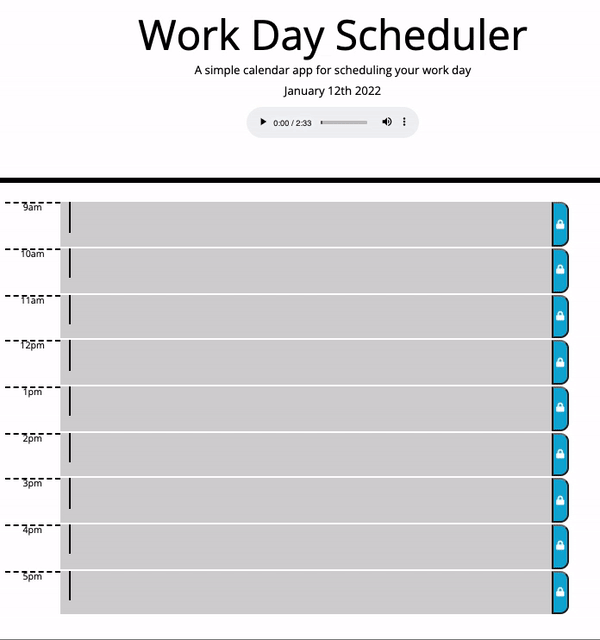 Work Day Scheduler
A simple calendar app for scheduling your work day
January 12th 2022
0:00 / 2:33
9am
10am
11am
12pm
1pm
2pm
3pm
4pm
5pm